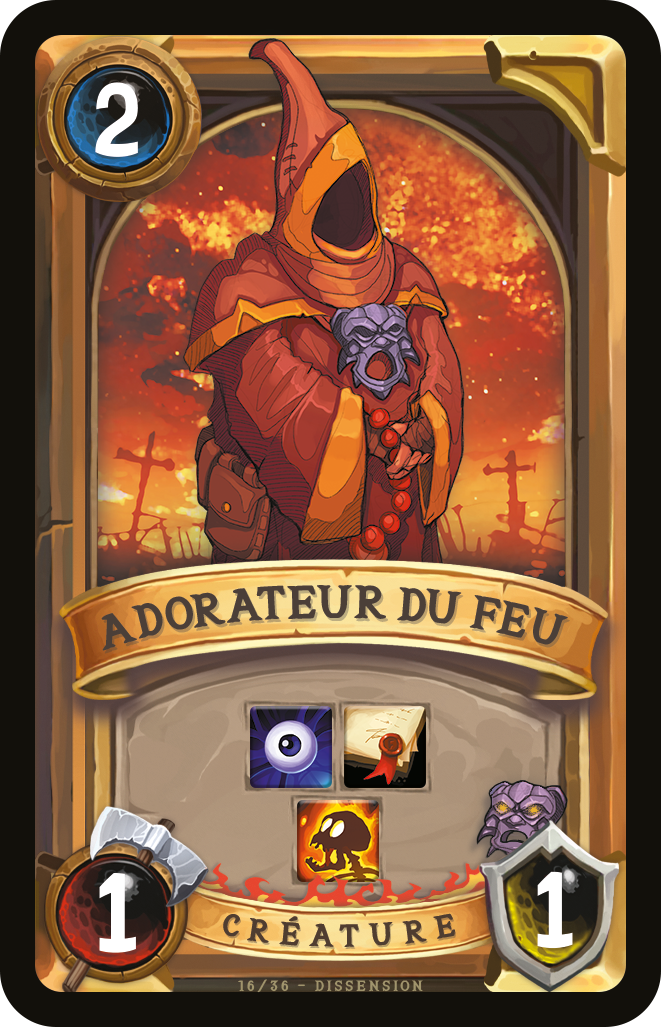 2
ADORATEUR DU FEU
1
1
CRÉATURE
16/36 – DISSENSION